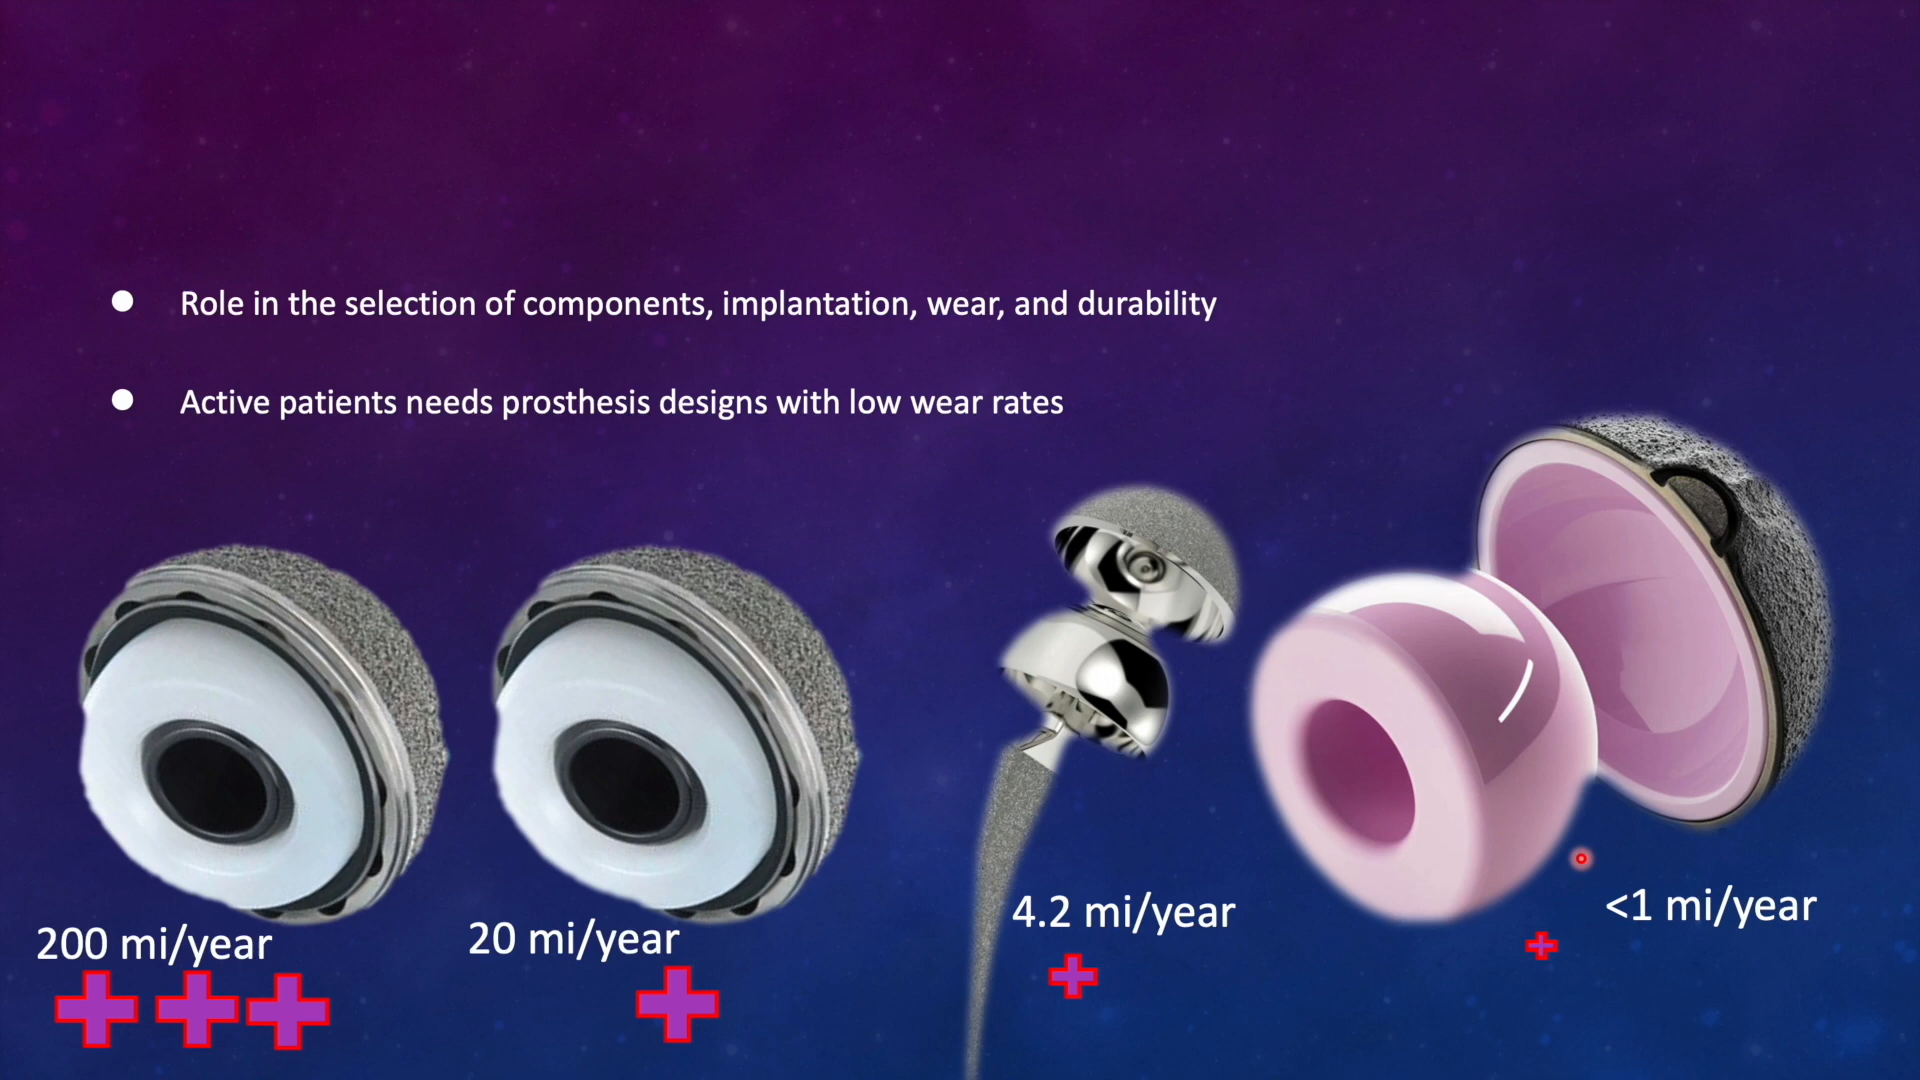 Role in the selection of components, implantation, wear, and durability
Active patients needs prosthesis designs with low wear rates
200 mi/year
20 mi/year
4.2 mi/year
<1 mi/year